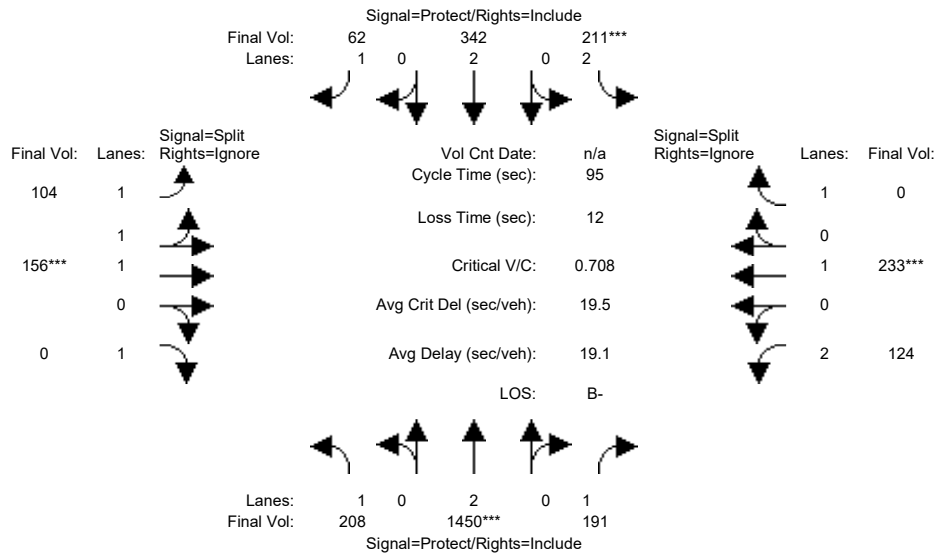 Signal=Protect/Rights=Include
Final Vol: 62 342 211***
Lanes: 1 0 2 0 2
Signal=Split
Final Vol: Lanes: Rights=Ignore
Vol Cnt Date: n/a
Signal=Split
Rights=Ignore Lanes: Final Vol:
Cycle Time (sec): 95
104 1
1 0
Loss Time (sec): 12
1
0
156*** 1
Critical V/C: 0.708
1 233***
0
Avg Crit Del (sec/veh): 19.5
0
0 1
Avg Delay (sec/veh): 19.1
2 124
LOS: B-
Lanes: 1 0 2 0 1
Final Vol: 208 1450*** 191
Signal=Protect/Rights=Include